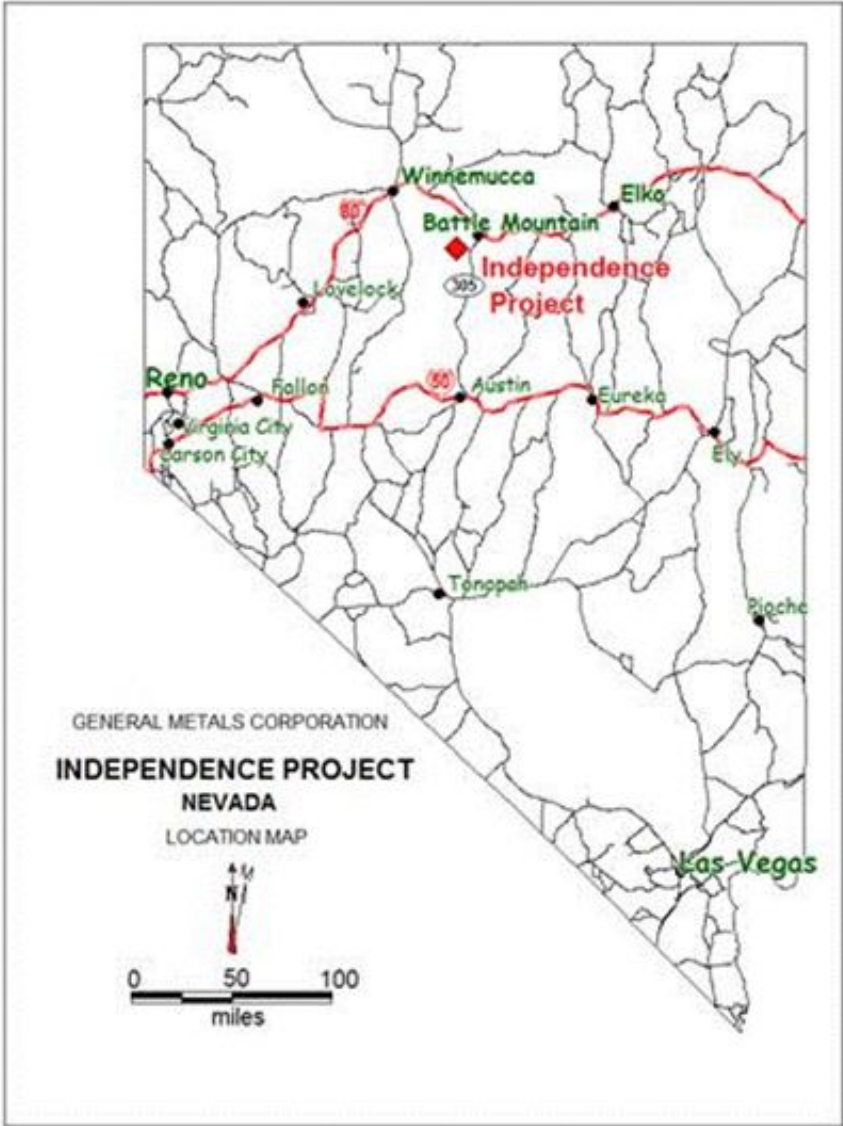 Winnemucca
Elko
80
Battle Mountain
Independence
Project
305
Lovelock
Reno
Fallon
50
Austin
Eureka
Virginia City
Carson City
Ely
Tonopah
Pioche
GENERAL METALS CORPORATION
INDEPENDENCE PROJECT
NEVADA
LOCATION MAP
N
Las Vegas
0 50 100
miles